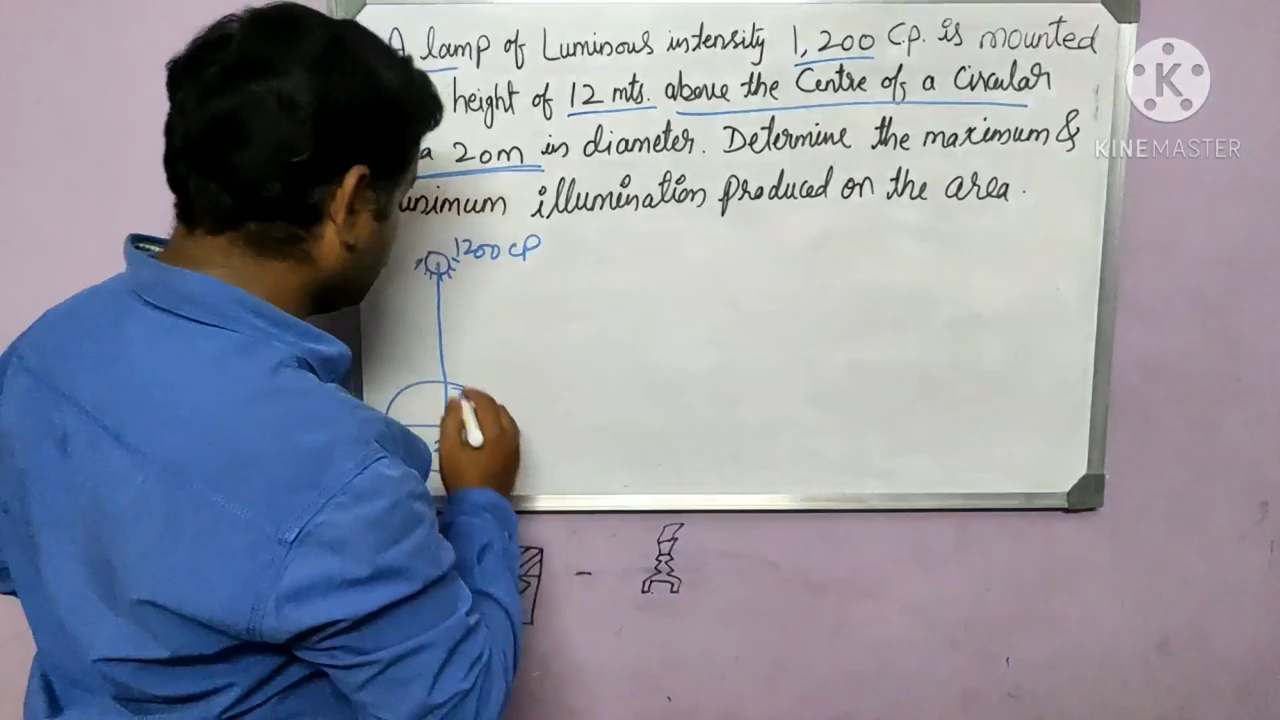 A lamp of Luminous intensity 1,200 C.P. is mounted
height of 12 mts. above the Centre of a Circular
a 20m in diameter. Determine the maximum &
inimum illumination produced on the area.
1200 CP
K
KINEMASTER